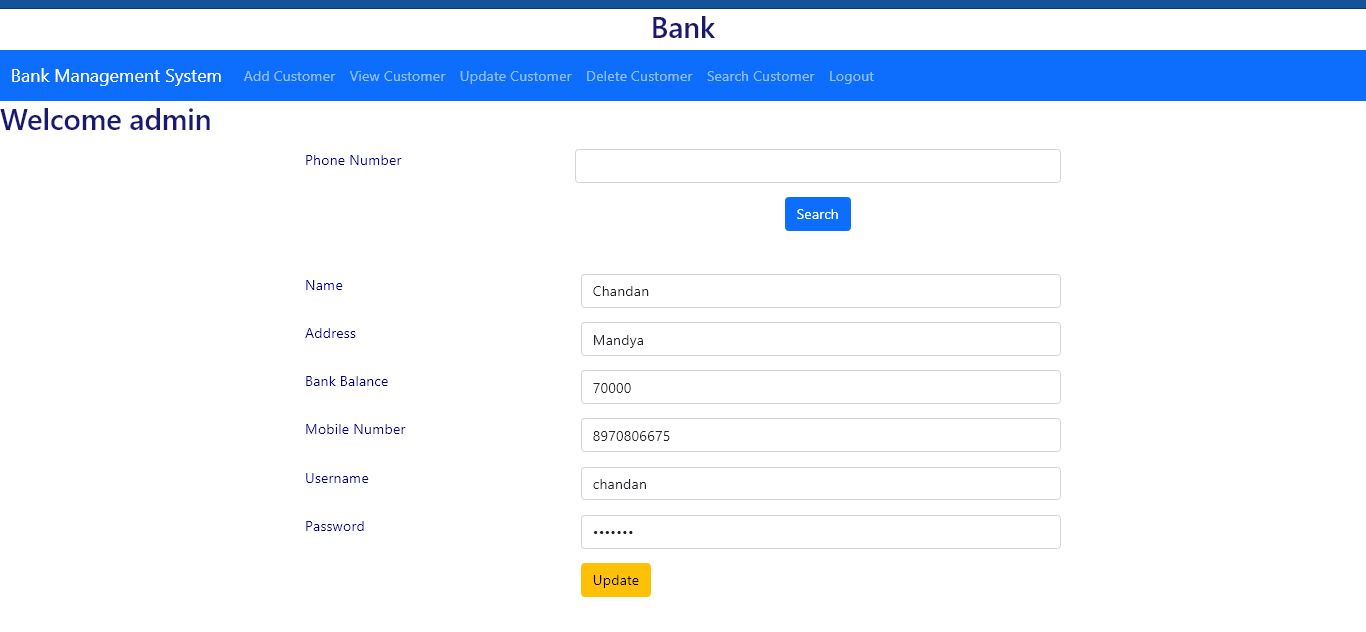 Bank
Bank Management System Add Customer View Customer Update Customer Delete Customer Search Customer Logout
Welcome admin
Phone Number
Search
Name Chandan
Address Mandya
Bank Balance 70000
Mobile Number 8970806675
Username chandan
Password •••••••
Update